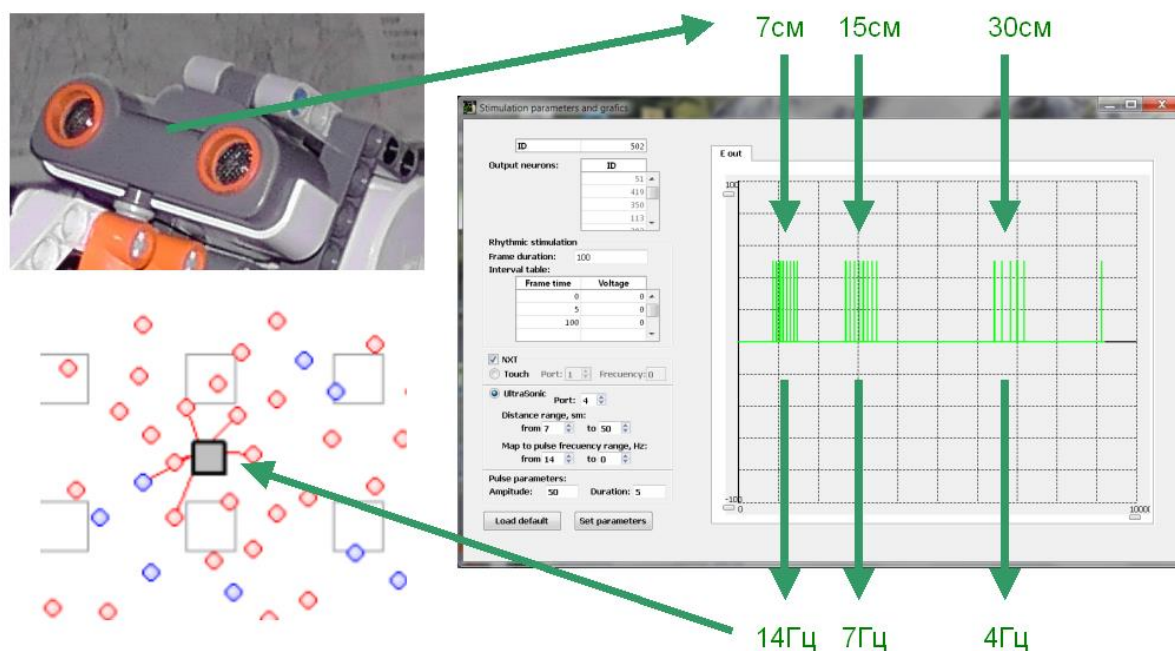 7см 15см 30см
Stimulation parameters and grafics
ID 502
Output neurons:
ID
51
419
350
113
E out
100
-100
0
Rhythmic stimulation
Frame duration: 100
Interval table:
Frame time Voltage
0 0
5 0
100 0
NXT
Touch Port: 1 Frecuency: 0
UltraSonic Port: 4
Distance range, sm:
from 7 to 50
Map to pulse frecuency range, Hz:
from 14 to 0
Pulse parameters:
Amplitude: 50 Duration: 5
Load default Set parameters
14Гц 7Гц 4Гц